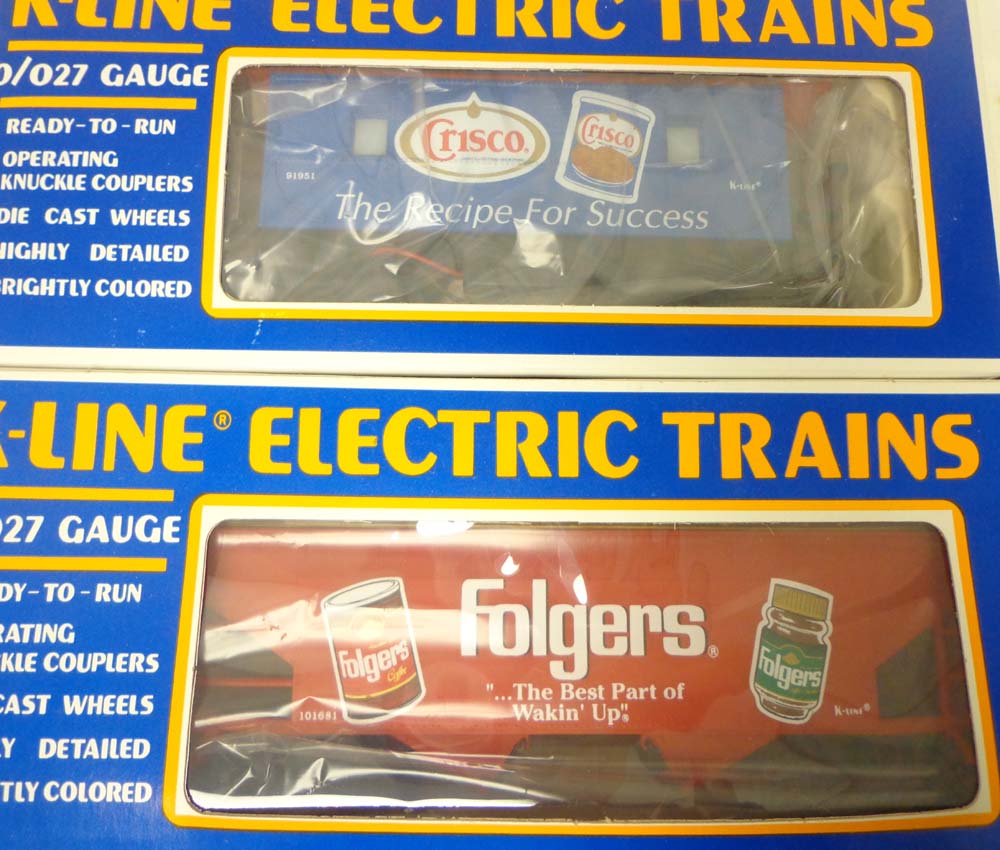 K-LINE ELECTRIC TRAINS
0/027 GAUGE
READY-TO-RUN
OPERATING
KNUCKLE COUPLERS
DIE CAST WHEELS
HIGHLY DETAILED
BRIGHTLY COLORED
CRISCO®
CRISCO
91951
K-LINE®
The Recipe For Success
K-LINE® ELECTRIC TRAINS
027 GAUGE
DY-TO-RUN
RATING
KLE COUPLERS
CAST WHEELS
LY DETAILED
TLY COLORED
Folgers®
Folgers
Coffee
Folgers
"...The Best Part of
Wakin' Up"®
101681
K-LINE®